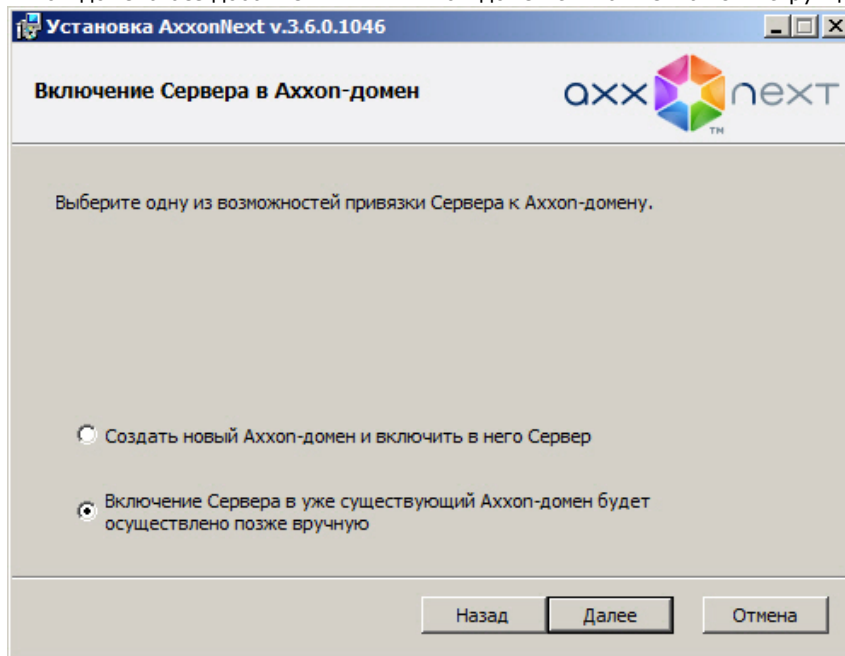 Установка AxxonNext v.3.6.0.1046
Включение Сервера в Axxon-домен
axx next
TM
Выберите одну из возможностей привязки Сервера к Axxon-домену.
Создать новый Axxon-домен и включить в него Сервер
Включение Сервера в уже существующий Axxon-домен будет
осуществлено позже вручную
Назад
Далее
Отмена